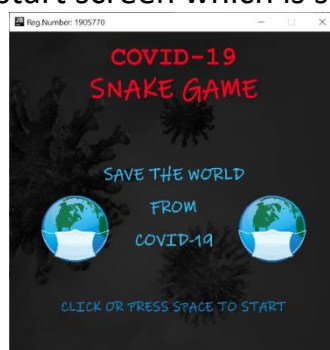 start screen which is s
Reg.Number: 1905770
COVID-19
SNAKE GAME
SAVE THE WORLD
FROM
COVID-19
CLICK OR PRESS SPACE TO START